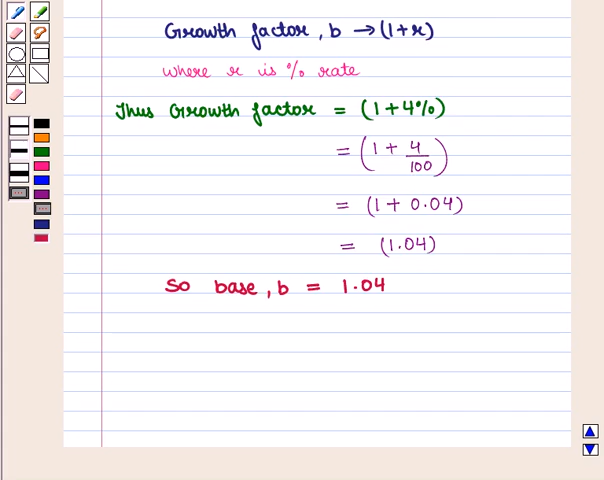 Growth factor, b → (1+r)
where r is % rate
Thus Growth factor = (1+4%)
= (1 + 4/100)
= (1 + 0.04)
= (1.04)
So base, b = 1.04